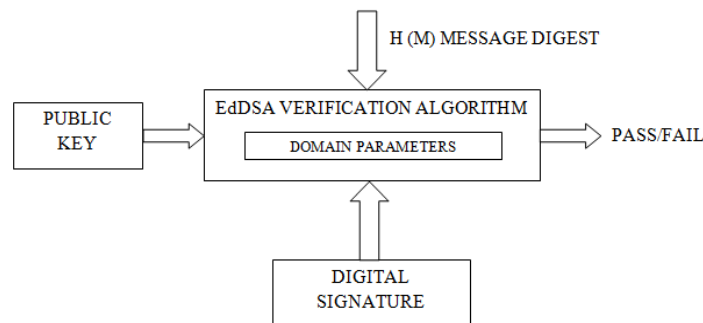 H (M) MESSAGE DIGEST
EdDSA VERIFICATION ALGORITHM
PUBLIC
KEY
DOMAIN PARAMETERS
PASS/FAIL
DIGITAL
SIGNATURE